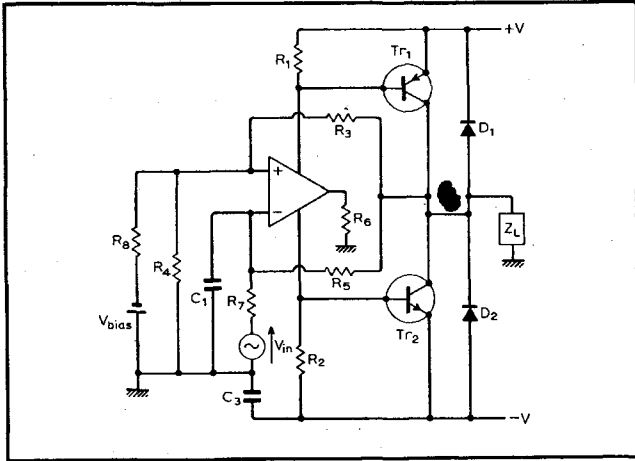 +V
R1
Tr1
R3
D1
+
−
R6
ZL
R8
R4
C1
R5
R7
Vbias
Vin
R2
Tr2
D2
C3
−V